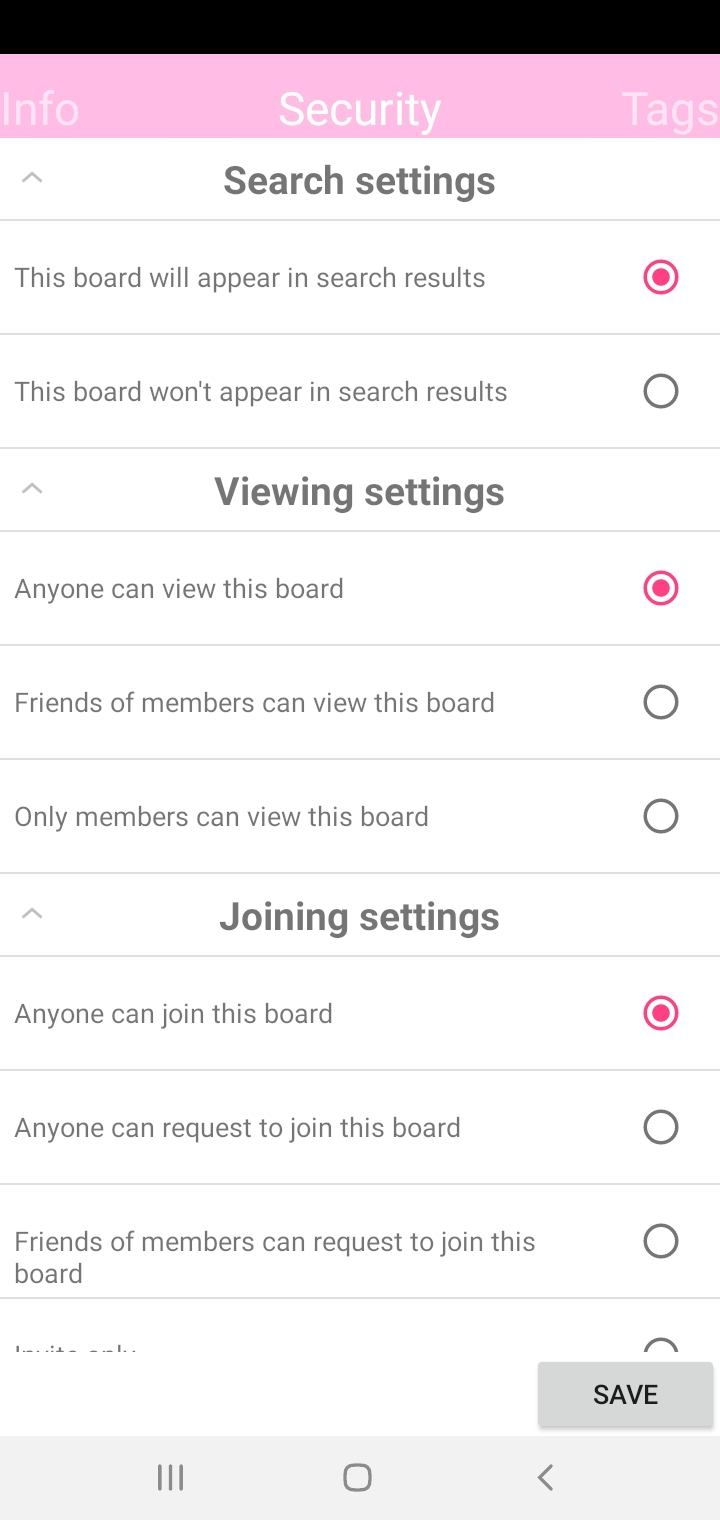 Info Security Tags
Search settings
This board will appear in search results
This board won't appear in search results
Viewing settings
Anyone can view this board
Friends of members can view this board
Only members can view this board
Joining settings
Anyone can join this board
Anyone can request to join this board
Friends of members can request to join this
board
Invite only
SAVE